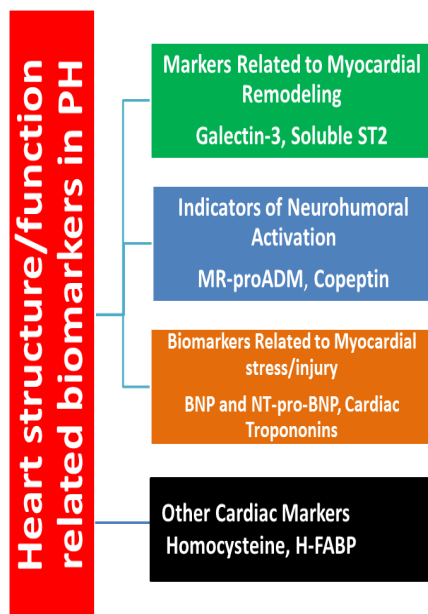 Heart structure/function
related biomarkers in PH
Markers Related to Myocardial
Remodeling
Galectin-3, Soluble ST2
Indicators of Neurohumoral
Activation
MR-proADM, Copeptin
Biomarkers Related to Myocardial
stress/injury
BNP and NT-pro-BNP, Cardiac
Tropononins
Other Cardiac Markers
Homocysteine, H-FABP